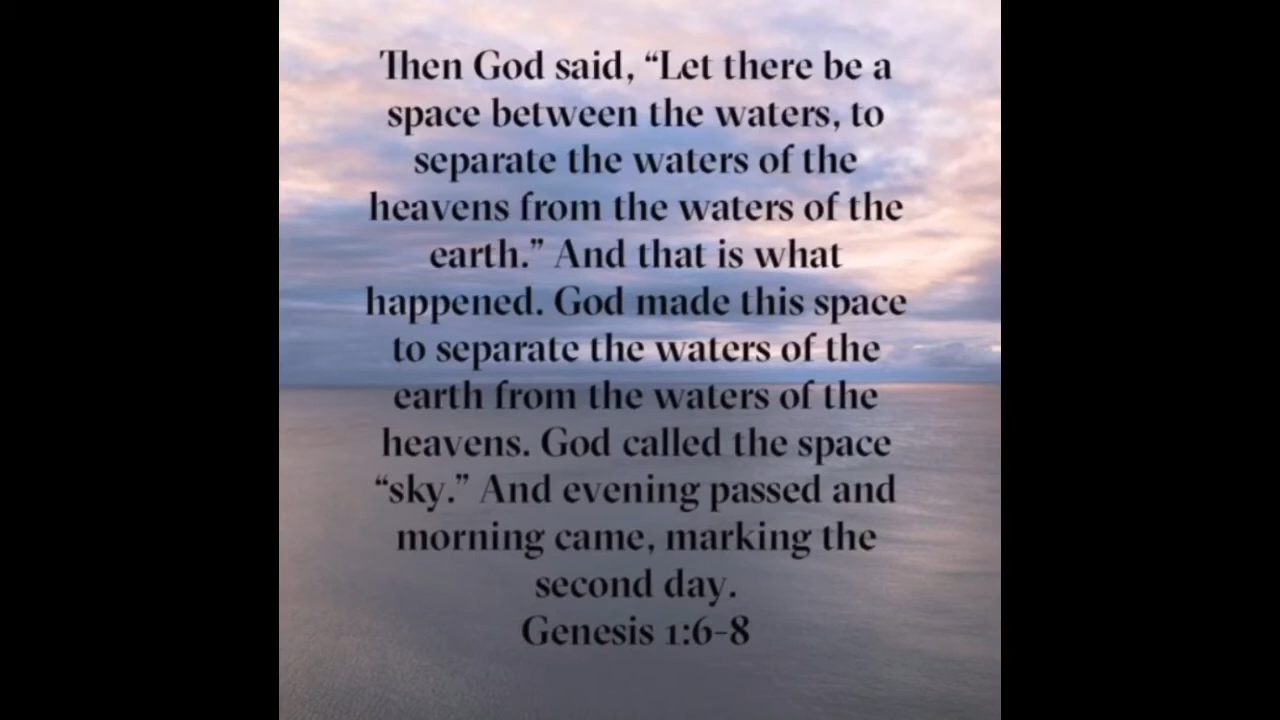 Then God said, “Let there be a
space between the waters, to
separate the waters of the
heavens from the waters of the
earth.” And that is what
happened. God made this space
to separate the waters of the
earth from the waters of the
heavens. God called the space
“sky.” And evening passed and
morning came, marking the
second day.
Genesis 1:6-8